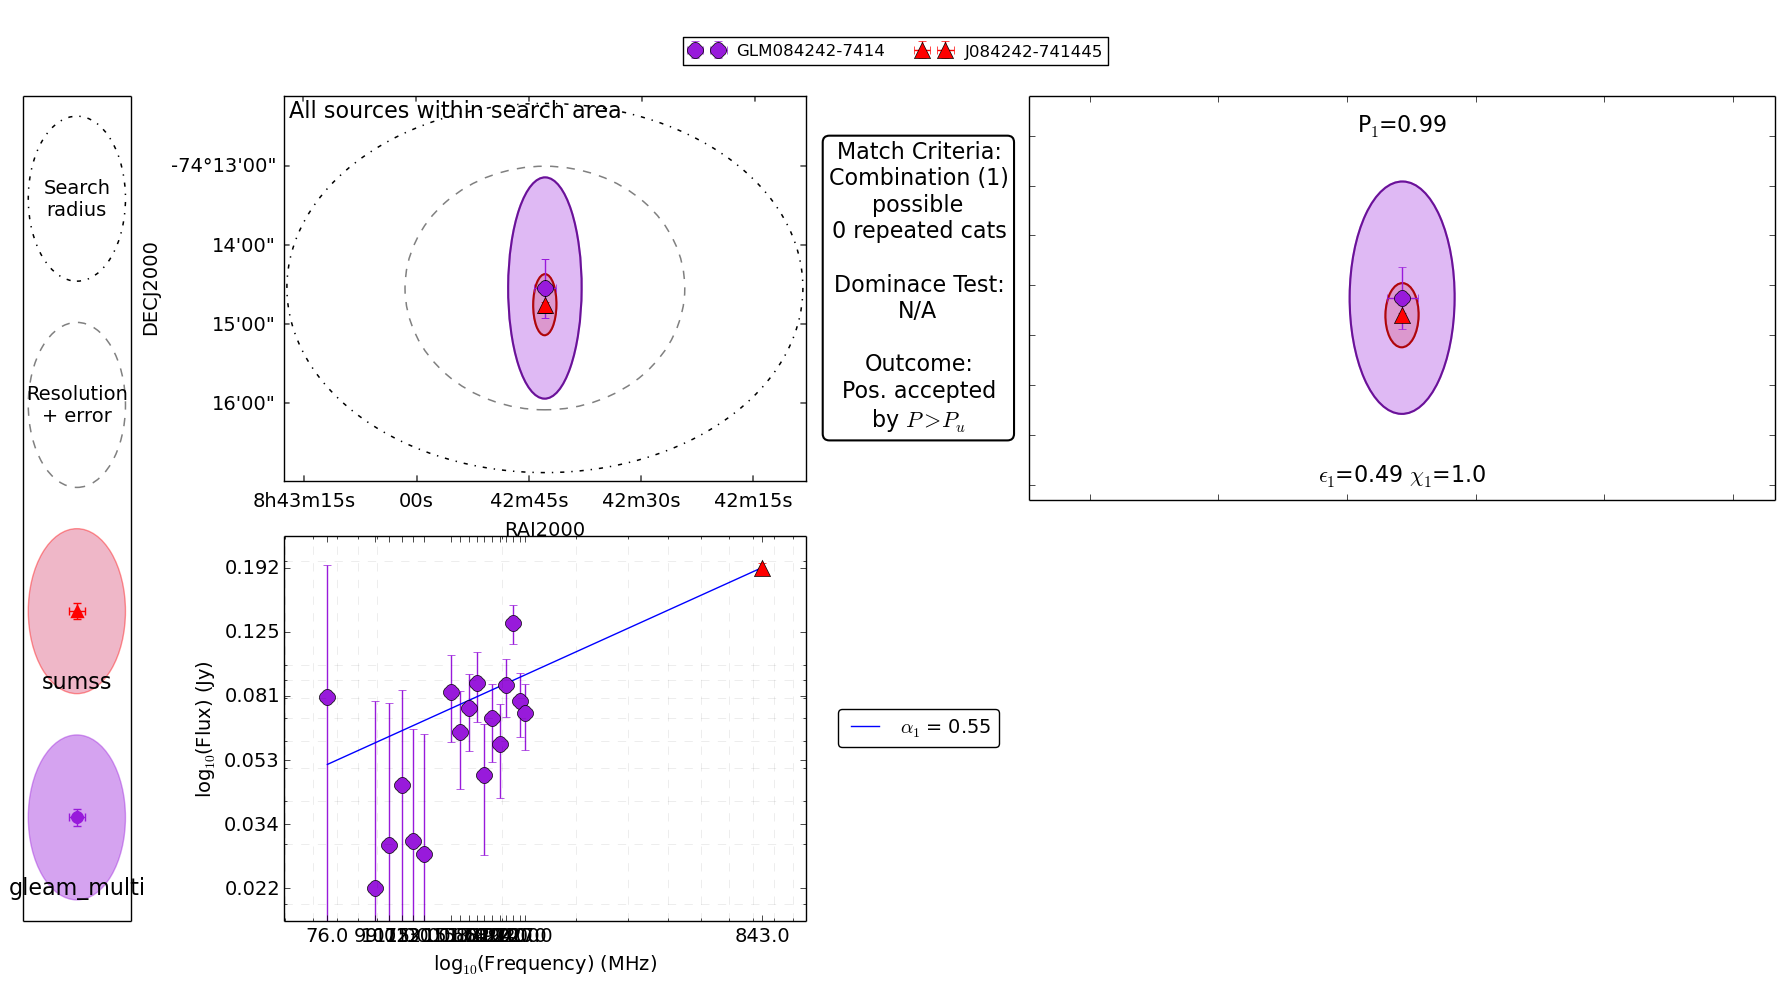 GLM084242-7414 J084242-741445
Search
radius
Resolution
+ error
sumss
gleam_multi
All sources within search area
DECJ2000
-74°13'00"
14'00"
15'00"
16'00"
8h43m15s 00s 42m45s 42m30s 42m15s
RAJ2000
Match Criteria:
Combination (1)
possible
0 repeated cats
Dominace Test:
N/A
Outcome:
Pos. accepted
by P>Pu
P1=0.99
ϵ1=0.49 χ1=1.0
log10(Flux) (Jy)
0.192
0.125
0.081
0.053
0.034
0.022
76.0 843.0
log10(Frequency) (MHz)
α1 = 0.55